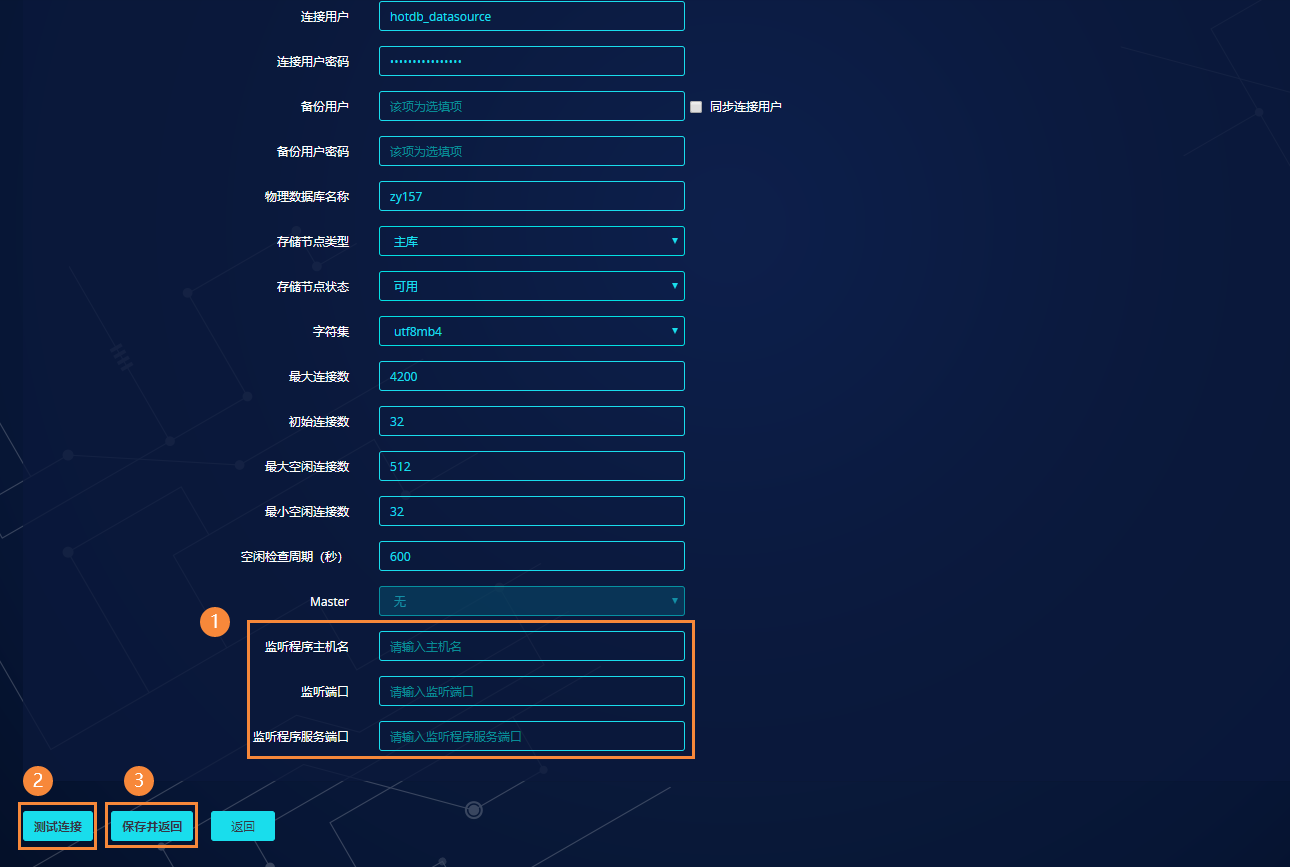 连接用户 hotdb_datasource
连接用户密码 ················
备份用户 该项为选填项 同步连接用户
备份用户密码 该项为选填项
物理数据库名称 zy157
存储节点类型 主库
存储节点状态 可用
字符集 utf8mb4
最大连接数 4200
初始连接数 32
最大空闲连接数 512
最小空闲连接数 32
空闲检查周期（秒） 600
Master 无
1
监听程序主机名 请输入主机名
监听端口 请输入监听端口
监听程序服务端口 请输入监听程序服务端口
2 3
测试连接 保存并返回 返回